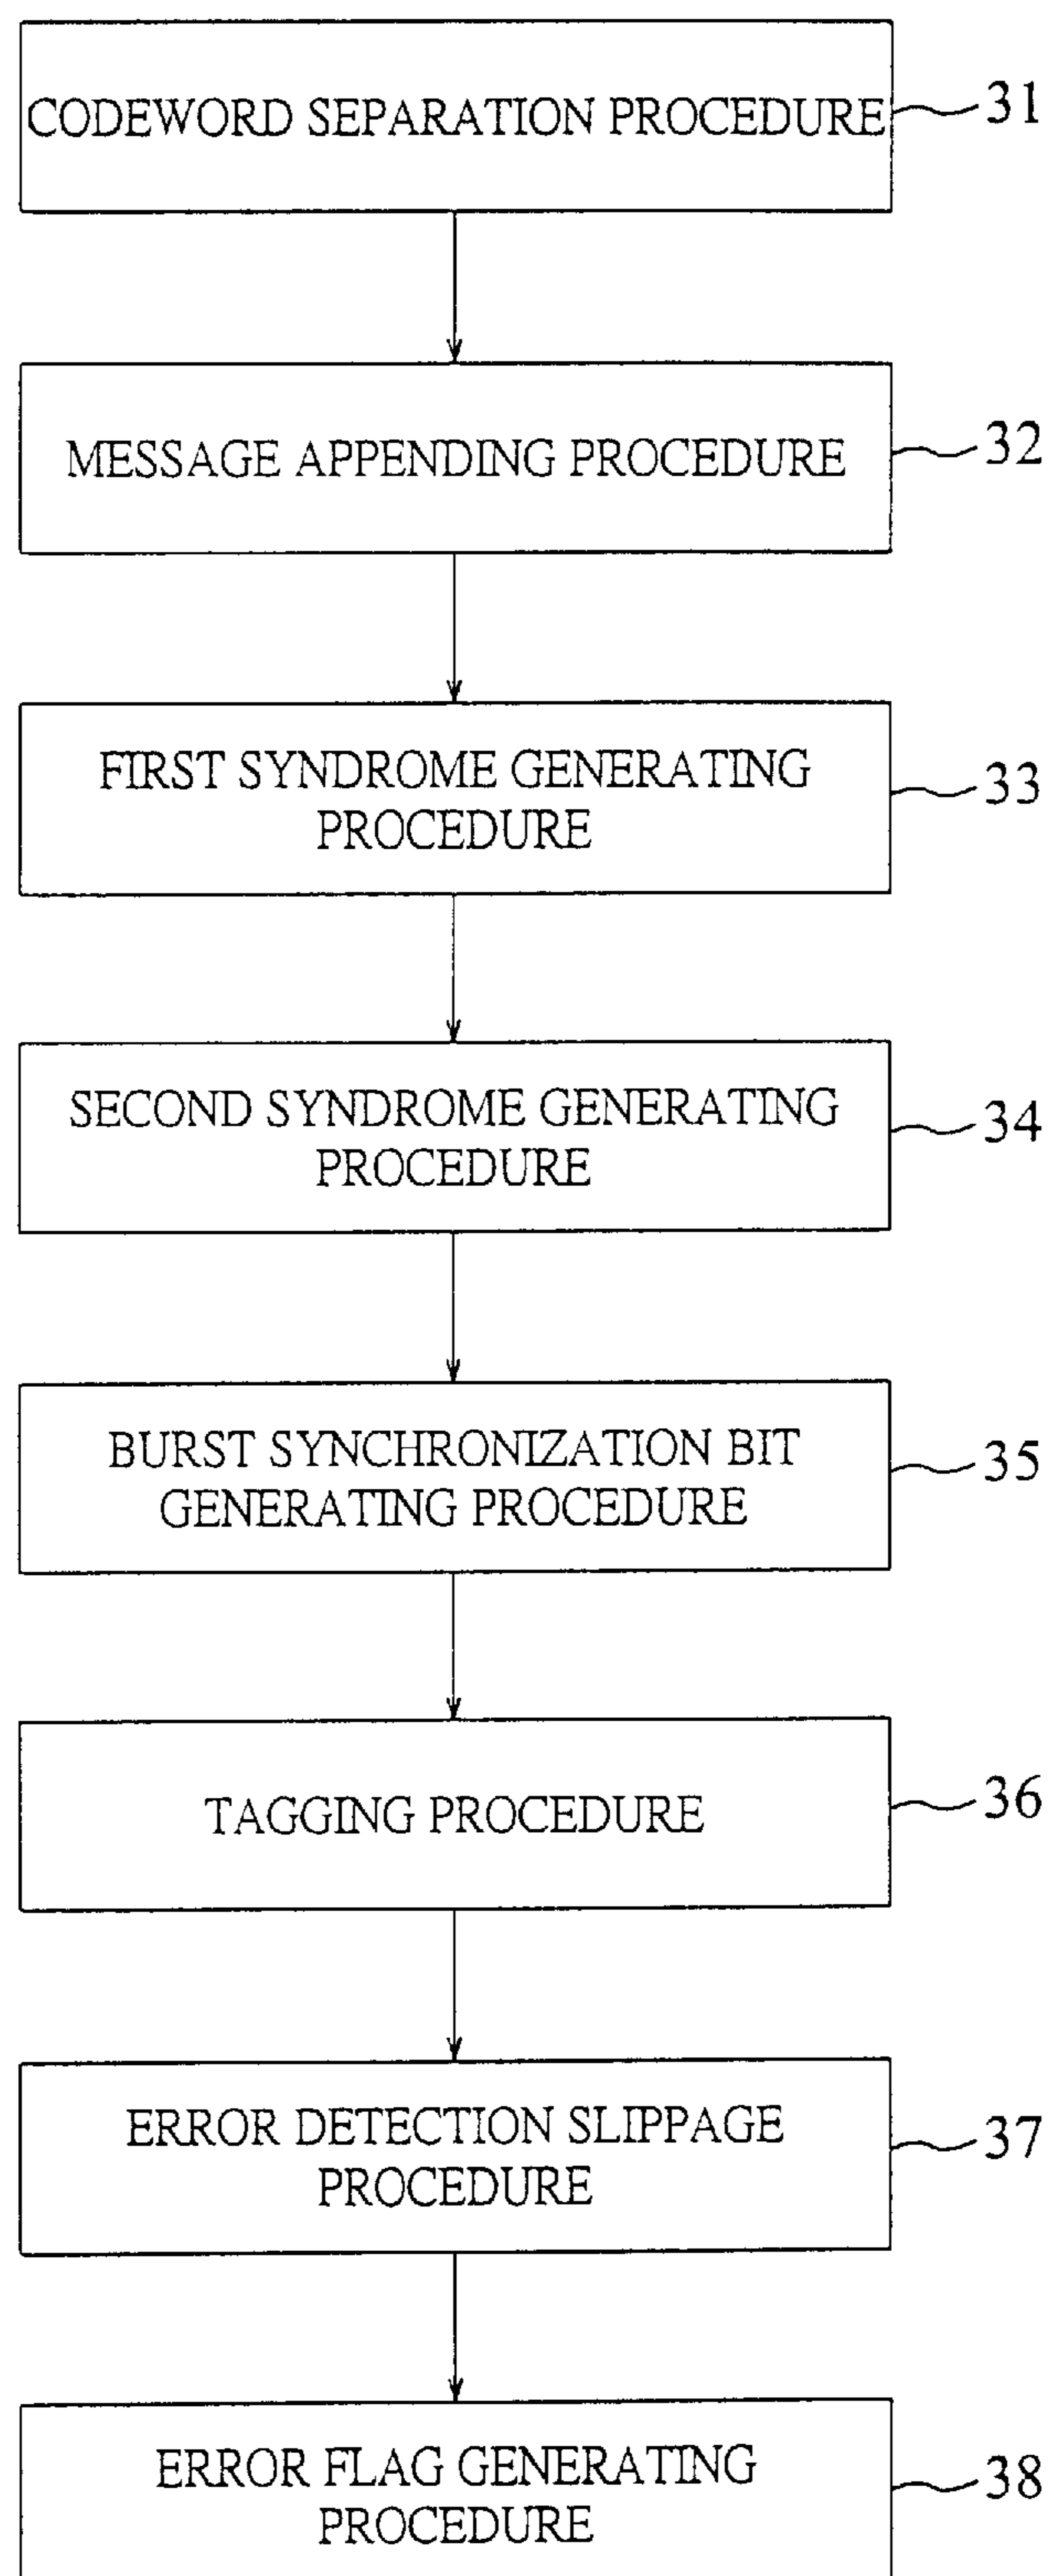 CODEWORD SEPARATION PROCEDURE
31
MESSAGE APPENDING PROCEDURE
32
FIRST SYNDROME GENERATING
PROCEDURE
33
SECOND SYNDROME GENERATING
PROCEDURE
34
BURST SYNCHRONIZATION BIT
GENERATING PROCEDURE
35
TAGGING PROCEDURE
36
ERROR DETECTION SLIPPAGE
PROCEDURE
37
ERROR FLAG GENERATING
PROCEDURE
38